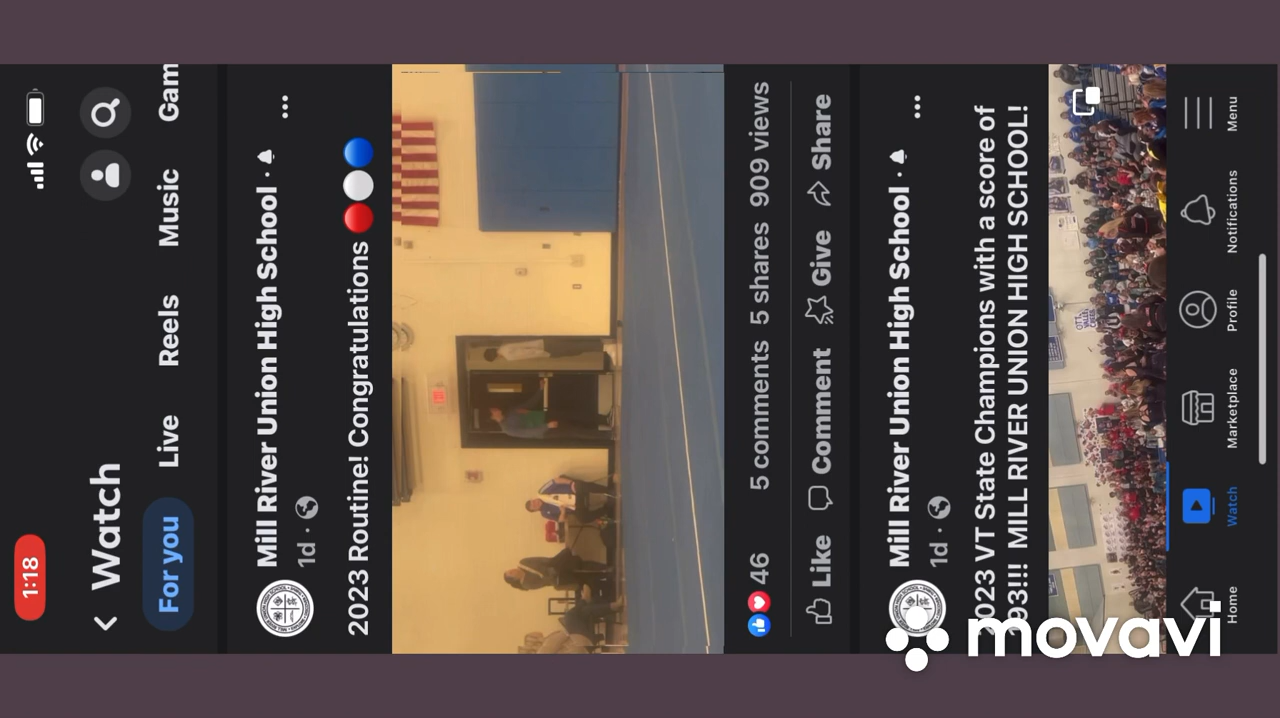 1:18
Watch
For you Live Reels Music Gam
Mill River Union High School ·
1d ·
2023 Routine! Congratulations 🔴⚪🔵
46 5 comments 5 shares 909 views
Like Comment Give Share
Mill River Union High School ·
1d ·
2023 VT State Champions with a score of
193!!! MILL RIVER UNION HIGH SCHOOL!
Home Watch Marketplace Profile Notifications Menu
movavi